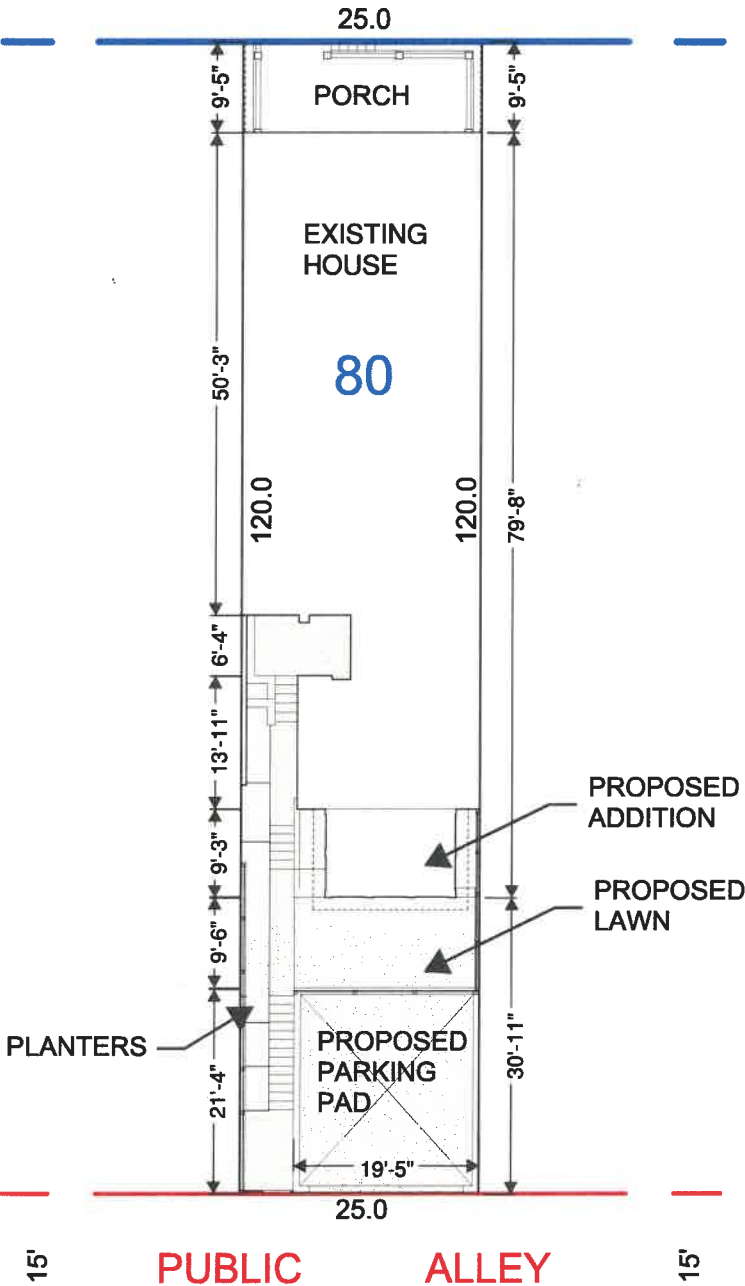 25.0
9'-5"
PORCH
9'-5"
EXISTING
HOUSE
50'-3"
80
120.0
120.0
79'-8"
6'-4"
13'-11"
PROPOSED
ADDITION
9'-3"
PROPOSED
LAWN
9'-6"
PLANTERS
21'-4"
PROPOSED
PARKING
PAD
30'-11"
19'-5"
25.0
15'
PUBLIC ALLEY
15'